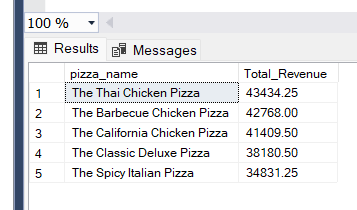 100 %
Results Messages
pizza_name Total_Revenue
1 The Thai Chicken Pizza 43434.25
2 The Barbecue Chicken Pizza 42768.00
3 The California Chicken Pizza 41409.50
4 The Classic Deluxe Pizza 38180.50
5 The Spicy Italian Pizza 34831.25